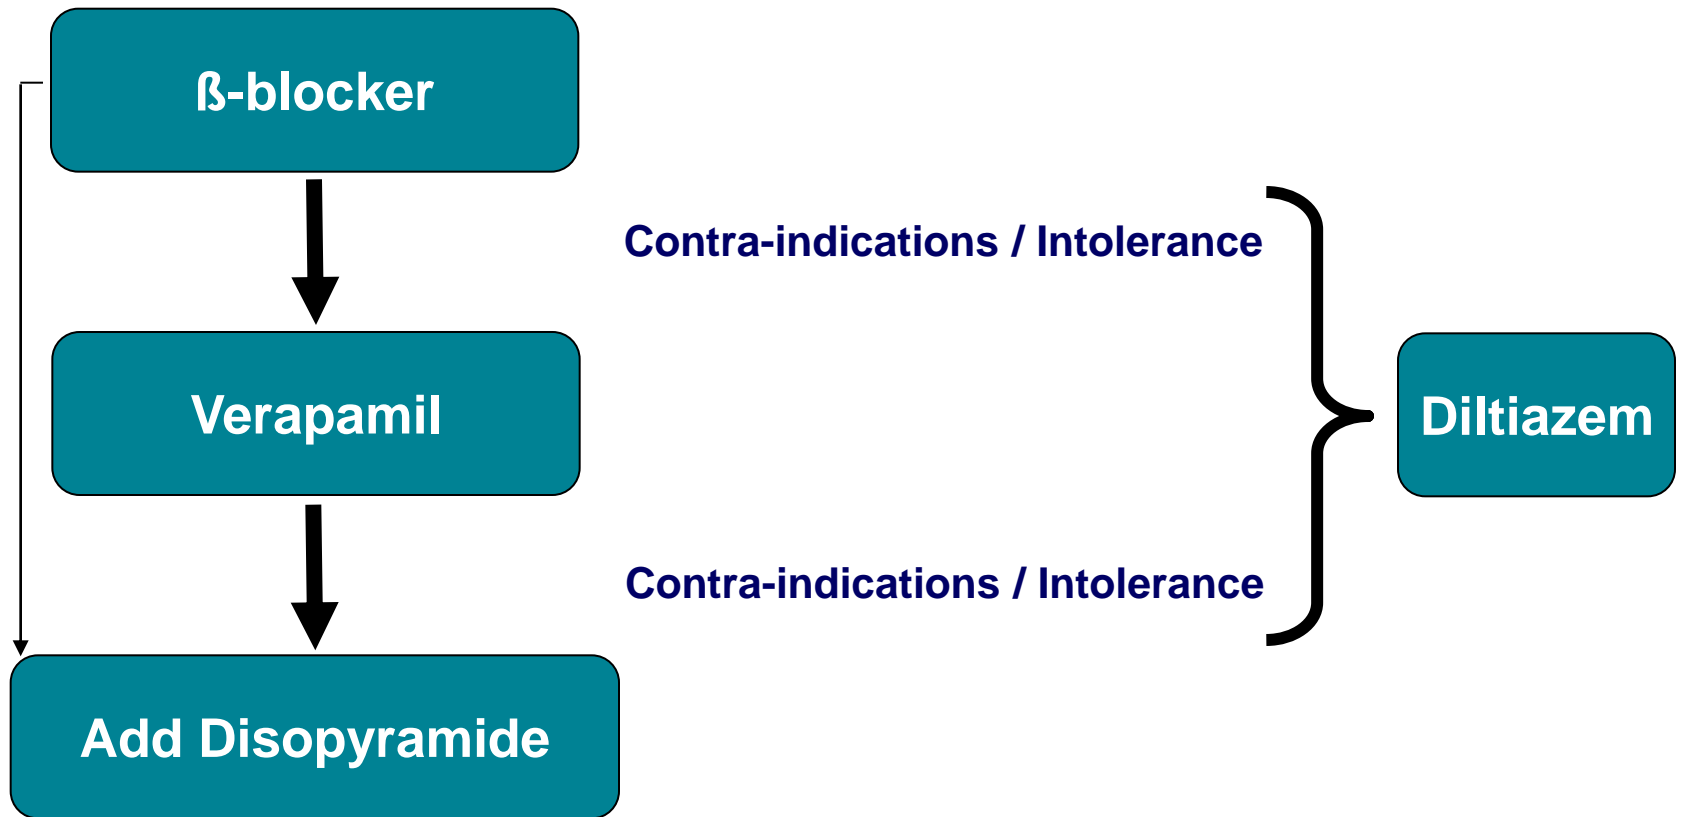 ß-blocker
Contra-indications / Intolerance
Verapamil
Diltiazem
Contra-indications / Intolerance
Add Disopyramide